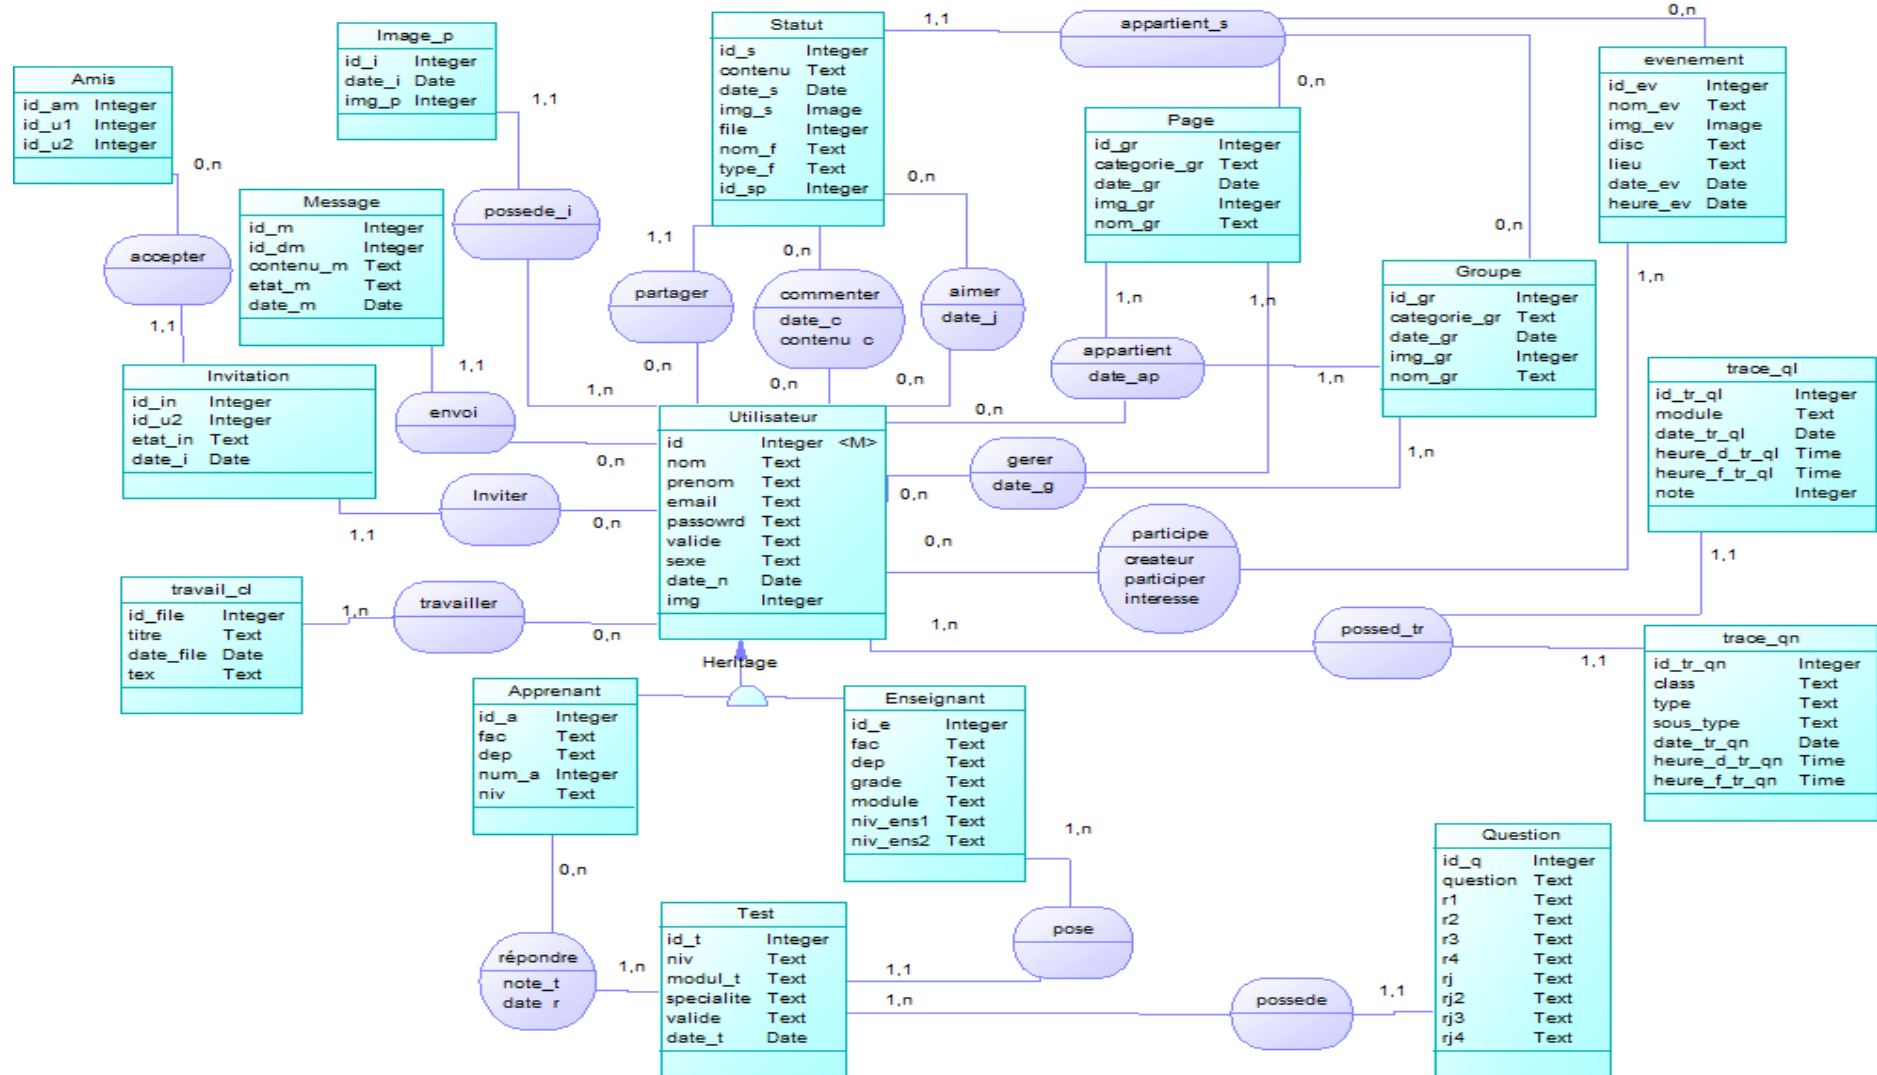 Statut
id_s Integer
contenu Text
date_s Date
img_s Image
file Integer
nom_f Text
type_f Text
id_sp Integer
1,1
appartient_s
0,n
0,n
0,n
Image_p
id_i Integer
date_i Date
img_p Integer
1,1
Amis
id_am Integer
id_u1 Integer
id_u2 Integer
0,n
evenement
id_ev Integer
nom_ev Text
img_ev Image
disc Text
lieu Text
date_ev Date
heure_ev Date
1,n
Page
id_gr Integer
categorie_gr Text
date_gr Date
img_gr Integer
nom_gr Text
1,n
1,n
Message
id_m Integer
id_dm Integer
contenu_m Text
etat_m Text
date_m Date
1,1
possede_i
1,n
accepter
1,1
1,1
partager
0,n
0,n
commenter
date_c
contenu_c
0,n
0,n
aimer
date_j
0,n
Groupe
id_gr Integer
categorie_gr Text
date_gr Date
img_gr Integer
nom_gr Text
1,n
appartient
date_ap
1,n
0,n
Invitation
id_in Integer
id_u2 Integer
etat_in Text
date_i Date
1,1
envoi
0,n
Inviter
0,n
Utilisateur
id Integer <M>
nom Text
prenom Text
email Text
passowrd Text
valide Text
sexe Text
date_n Date
img Integer
gerer
date_g
0,n
trace_ql
id_tr_ql Integer
module Text
date_tr_ql Date
heure_d_tr_ql Time
heure_f_tr_ql Time
note Integer
1,1
0,n
participe
createur
participer
interesse
travail_cl
id_file Integer
titre Text
date_file Date
tex Text
1,n
travailler
0,n
1,n
possed_tr
1,1
trace_qn
id_tr_qn Integer
class Text
type Text
sous_type Text
date_tr_qn Date
heure_d_tr_qn Time
heure_f_tr_qn Time
Heritage
Apprenant
id_a Integer
fac Text
dep Text
num_a Integer
niv Text
0,n
Enseignant
id_e Integer
fac Text
dep Text
grade Text
module Text
niv_ens1 Text
niv_ens2 Text
1,n
pose
1,1
répondre
note_t
date_r
1,n
Test
id_t Integer
niv Text
modul_t Text
specialite Text
valide Text
date_t Date
1,n
possede
1,1
Question
id_q Integer
question Text
r1 Text
r2 Text
r3 Text
r4 Text
rj Text
rj2 Text
rj3 Text
rj4 Text